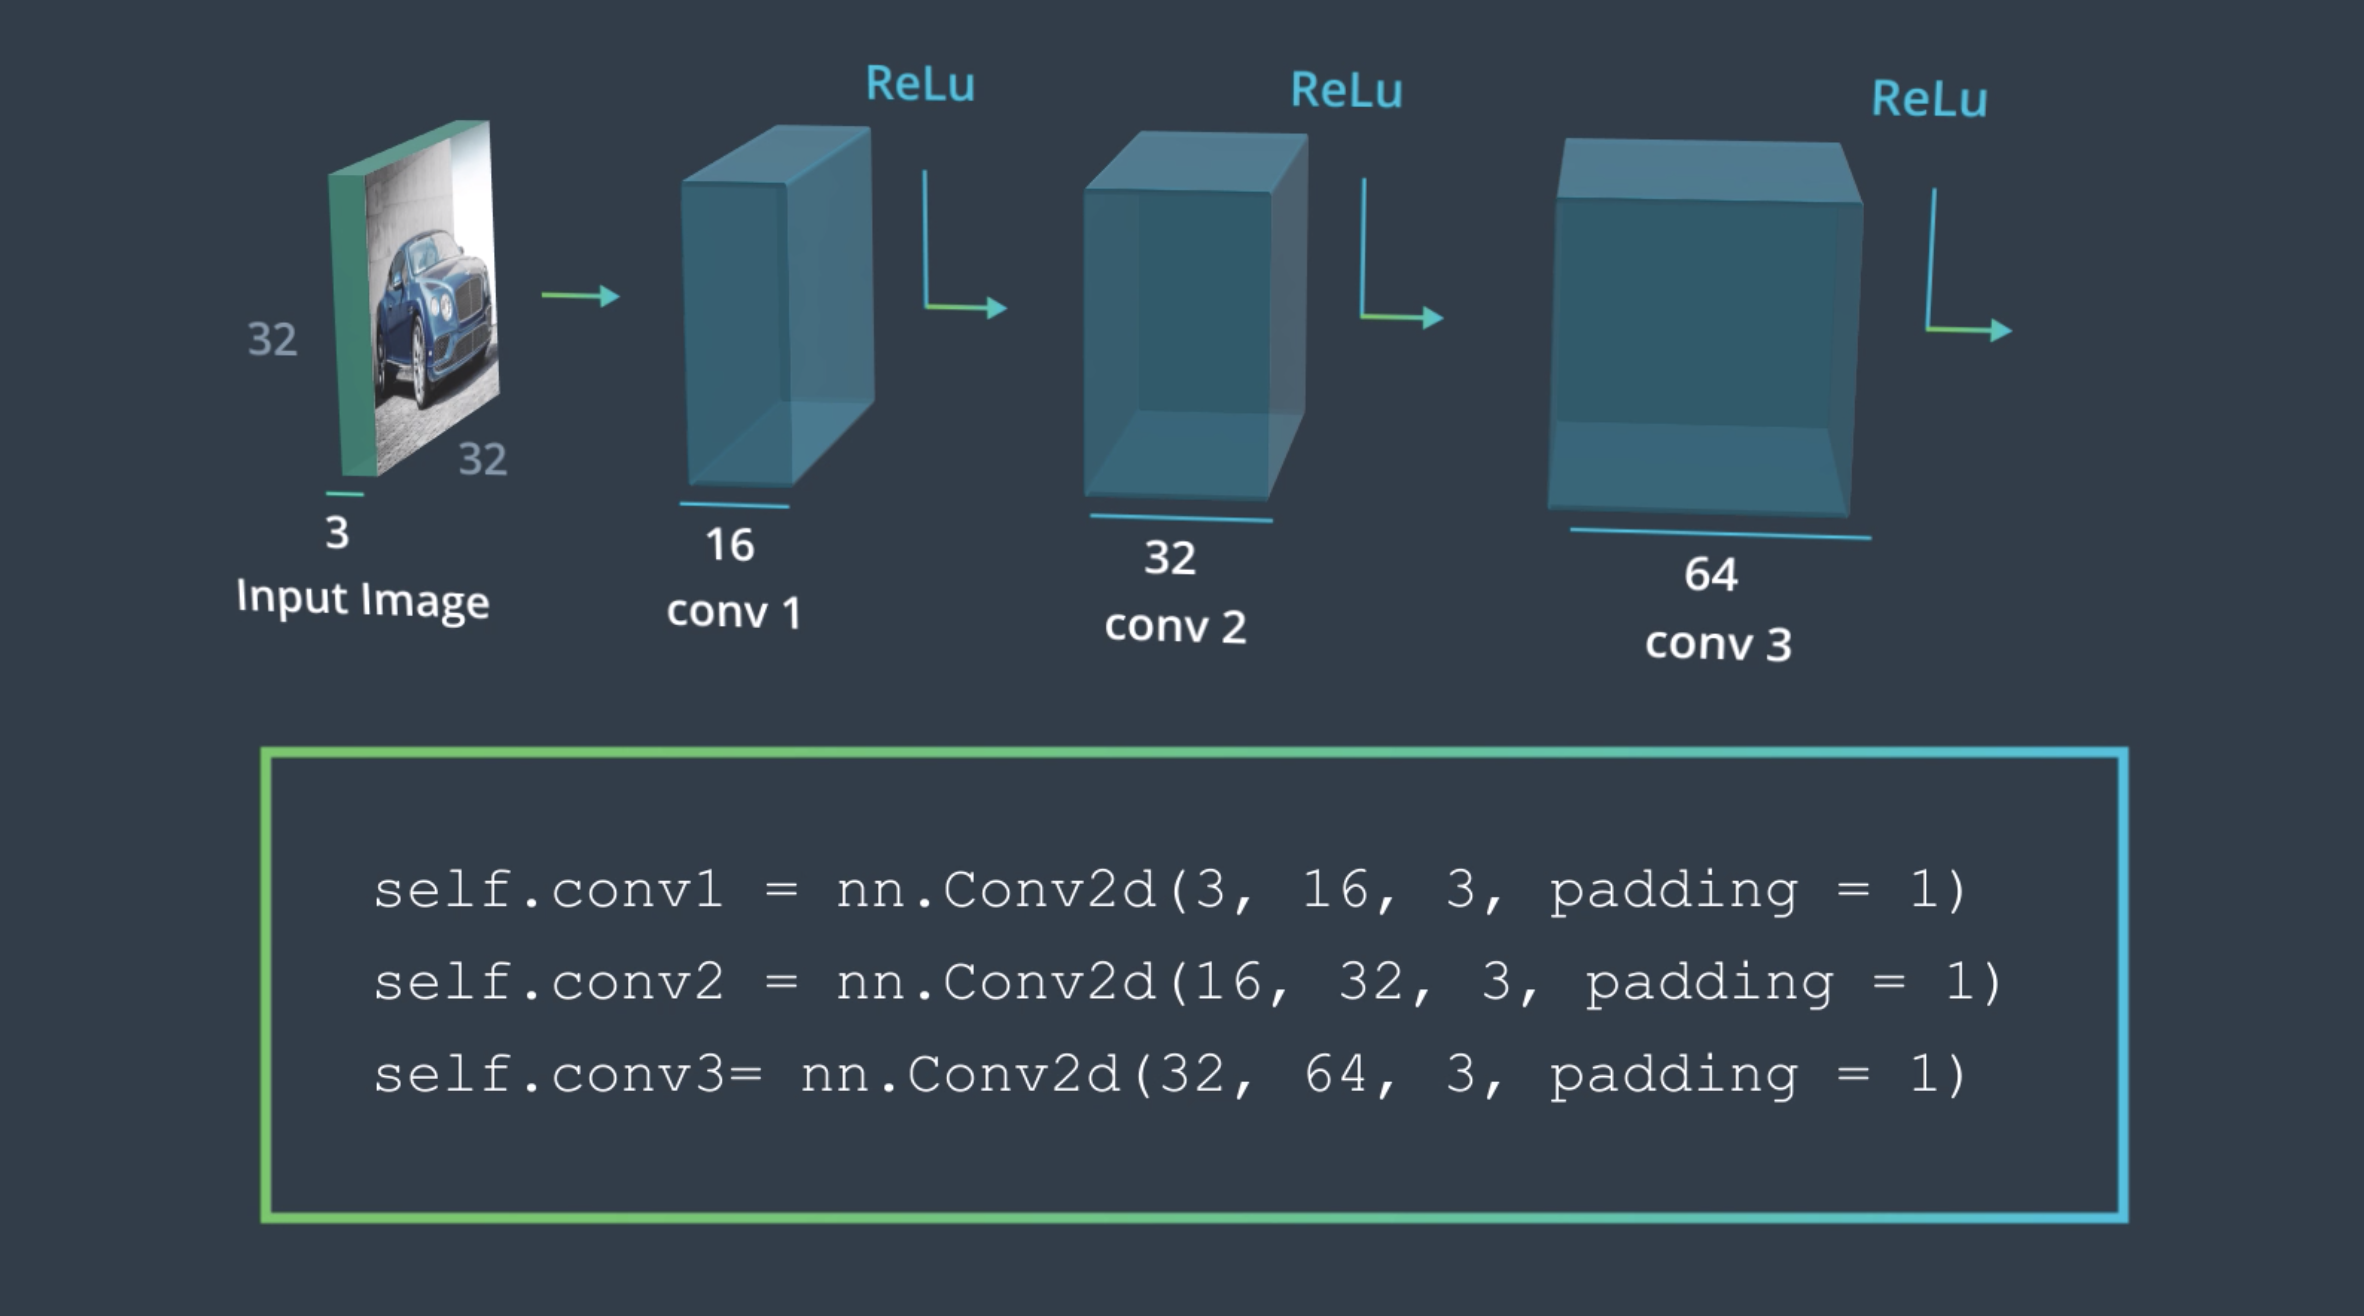 ReLu
ReLu
ReLu
32
32
3
Input Image
16
conv 1
32
conv 2
64
conv 3
self.conv1 = nn.Conv2d(3, 16, 3, padding = 1)
self.conv2 = nn.Conv2d(16, 32, 3, padding = 1)
self.conv3= nn.Conv2d(32, 64, 3, padding = 1)